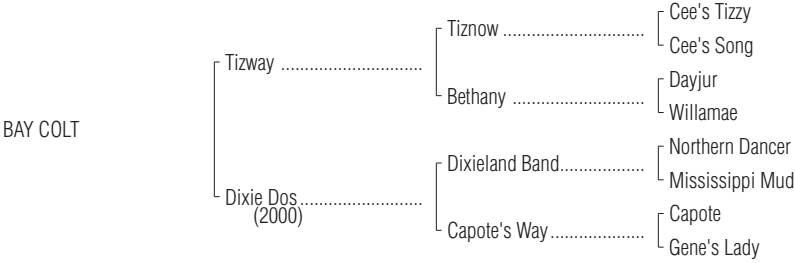 Cee's Tizzy
Tiznow ..............................
Cee's Song
Tizway ..............................
Dayjur
Bethany ............................
Willamae
BAY COLT
Northern Dancer
Dixieland Band..................
Mississippi Mud
Dixie Dos..........................
(2000)
Capote
Capote's Way ....................
Gene's Lady